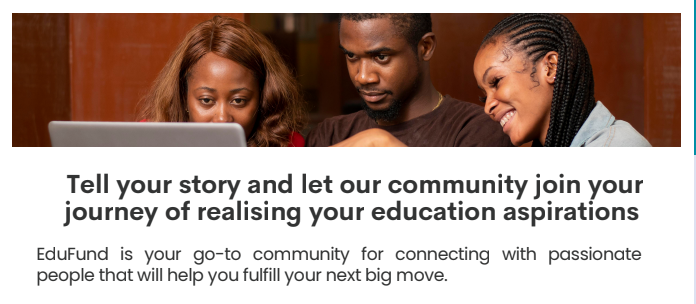 Tell your story and let our community join your
journey of realising your education aspirations
EduFund is your go-to community for connecting with passionate
people that will help you fulfill your next big move.